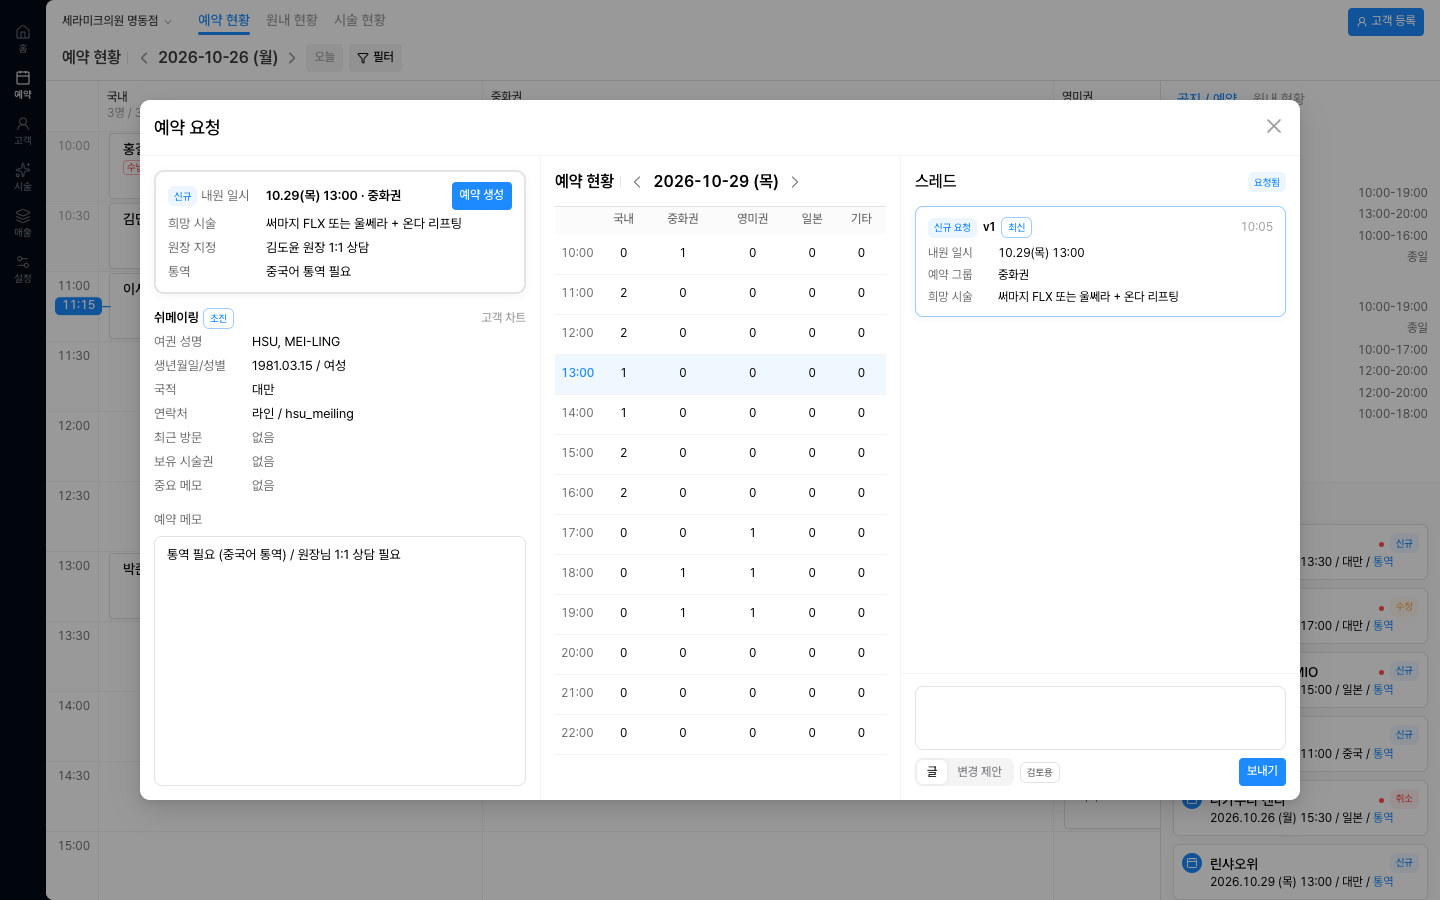 세라미크의원 명동점
예약 현황 원내 현황 시술 현황
고객 등록
예약 현황 2026-10-26 (월) 오늘 필터
홈
예약
고객
시술
매출
설정
국내
3명 / 3
중화권
영미권
공지 / 예약 원내 현황
10:00
10:30
11:00
11:15
11:30
12:00
12:30
13:00
13:30
14:00
14:30
15:00
예약 요청
신규 내원 일시 10.29(목) 13:00 · 중화권 예약 생성
희망 시술 써마지 FLX 또는 울쎄라 + 온다 리프팅
원장 지정 김도윤 원장 1:1 상담
통역 중국어 통역 필요
쉬메이링 초진 고객 차트
여권 성명 HSU, MEI-LING
생년월일/성별 1981.03.15 / 여성
국적 대만
연락처 라인 / hsu_meiling
최근 방문 없음
보유 시술권 없음
중요 메모 없음
예약 메모
통역 필요 (중국어 통역) / 원장님 1:1 상담 필요
예약 현황 2026-10-29 (목)
국내 중화권 영미권 일본 기타
10:00 0 1 0 0 0
11:00 2 0 0 0 0
12:00 2 0 0 0 0
13:00 1 0 0 0 0
14:00 1 0 0 0 0
15:00 2 0 0 0 0
16:00 2 0 0 0 0
17:00 0 0 1 0 0
18:00 0 1 1 0 0
19:00 0 1 1 0 0
20:00 0 0 0 0 0
21:00 0 0 0 0 0
22:00 0 0 0 0 0
스레드 요청됨
신규 요청 v1 최신 10:05
내원 일시 10.29(목) 13:00
예약 그룹 중화권
희망 시술 써마지 FLX 또는 울쎄라 + 온다 리프팅
글 변경 제안 검토용 보내기
10:00-19:00
13:00-20:00
10:00-16:00
종일
10:00-19:00
종일
10:00-17:00
12:00-20:00
12:00-20:00
10:00-18:00
신규
13:30 / 대만 / 통역
수정
17:00 / 대만 / 통역
MIO 신규
15:00 / 일본 / 통역
신규
11:00 / 중국 / 통역
취소
2026.10.26 (월) 15:30 / 일본 / 통역
린샤오위 신규
2026.10.29 (목) 13:00 / 대만 / 통역